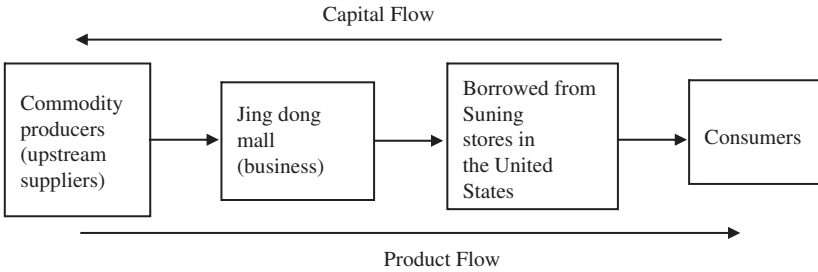 Capital Flow
Commodity
producers
(upstream
suppliers)
Jing dong
mall
(business)
Borrowed from
Suning
stores in
the United
States
Consumers
Product Flow